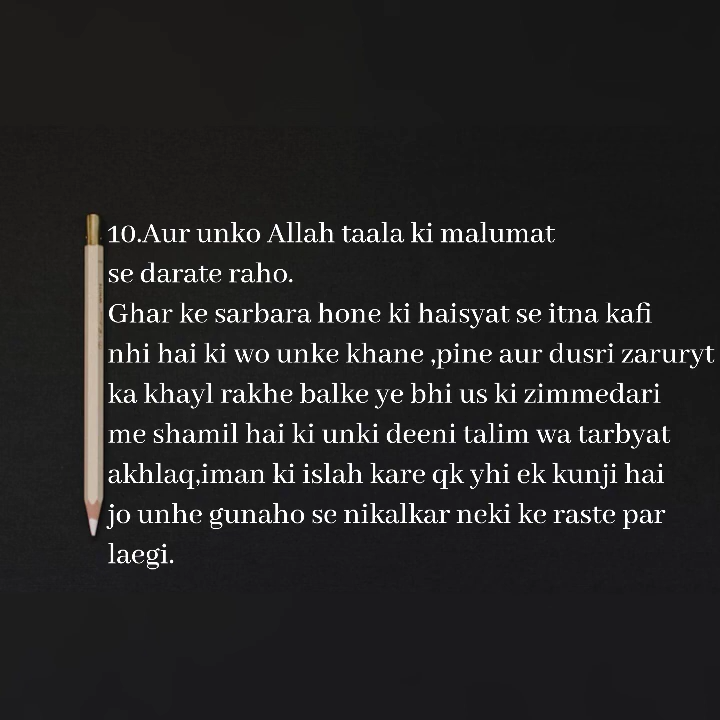 10.Aur unko Allah taala ki malumat
se darate raho.
Ghar ke sarbara hone ki haisyat se itna kafi
nhi hai ki wo unke khane ,pine aur dusri zaruryt
ka khayl rakhe balke ye bhi us ki zimmedari
me shamil hai ki unki deeni talim wa tarbyat
akhlaq,iman ki islah kare qk yhi ek kunji hai
jo unhe gunaho se nikalkar neki ke raste par
laegi.